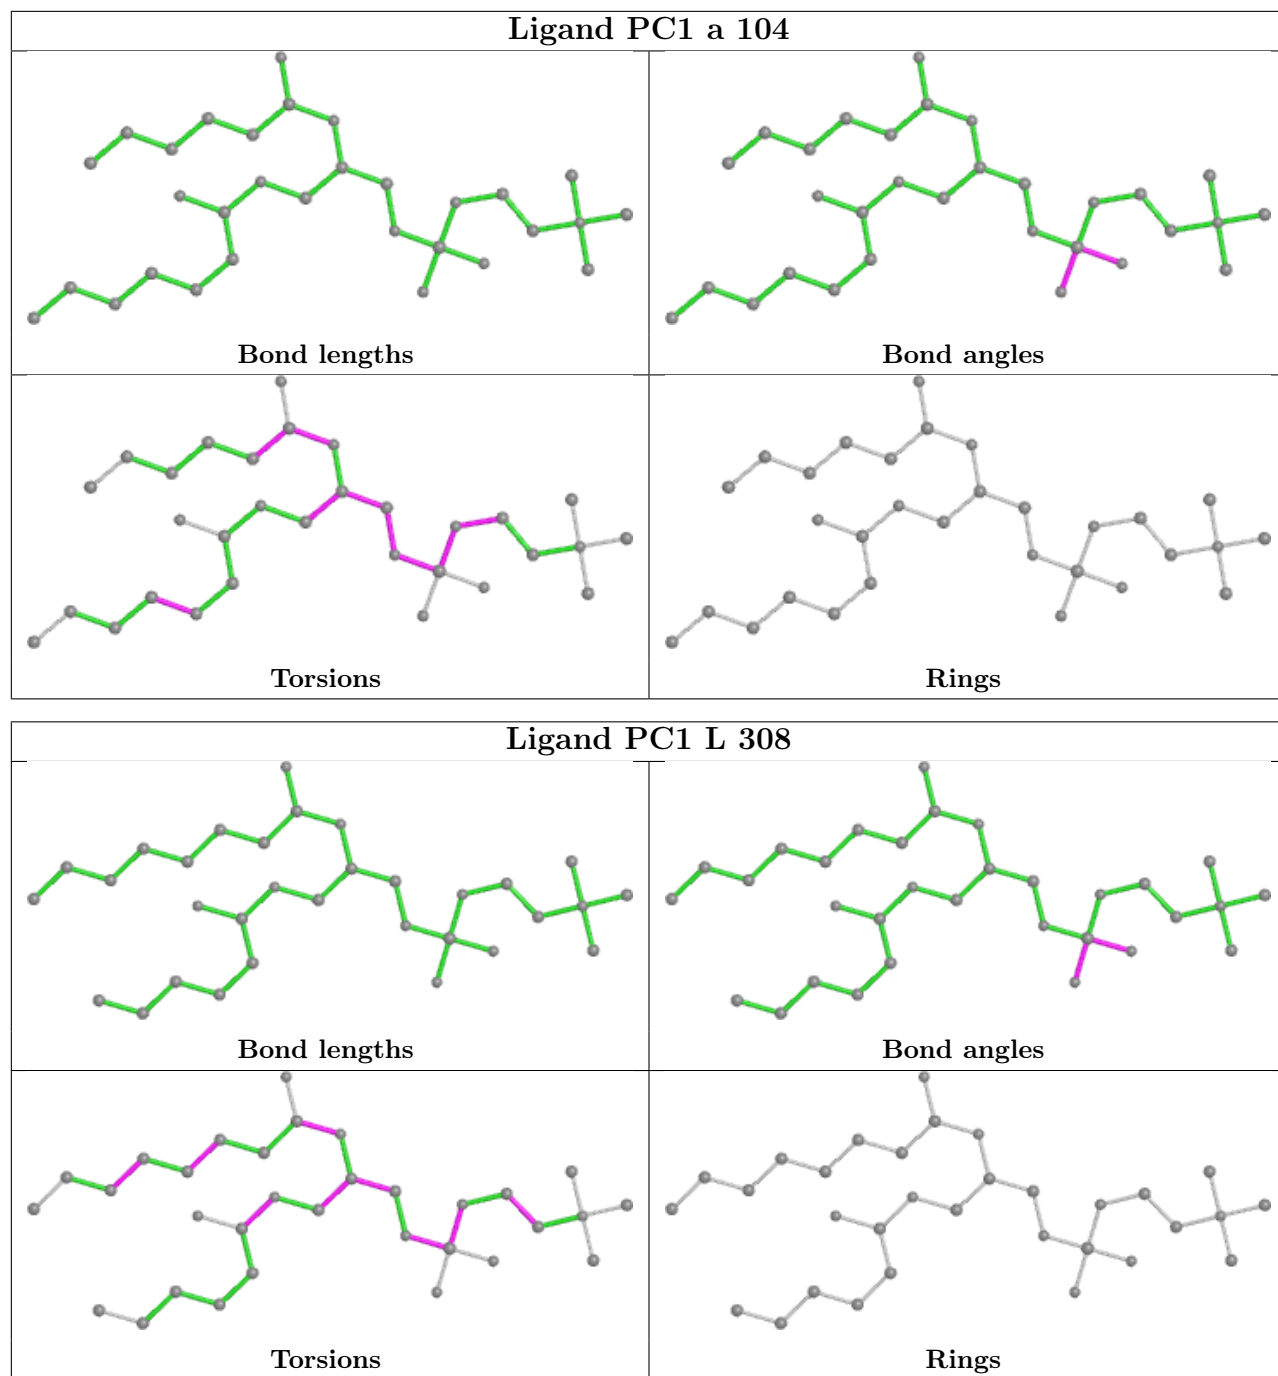 Ligand PC1 a 104
Bond lengths
Bond angles
Torsions
Rings
Ligand PC1 L 308
Bond lengths
Bond angles
Torsions
Rings